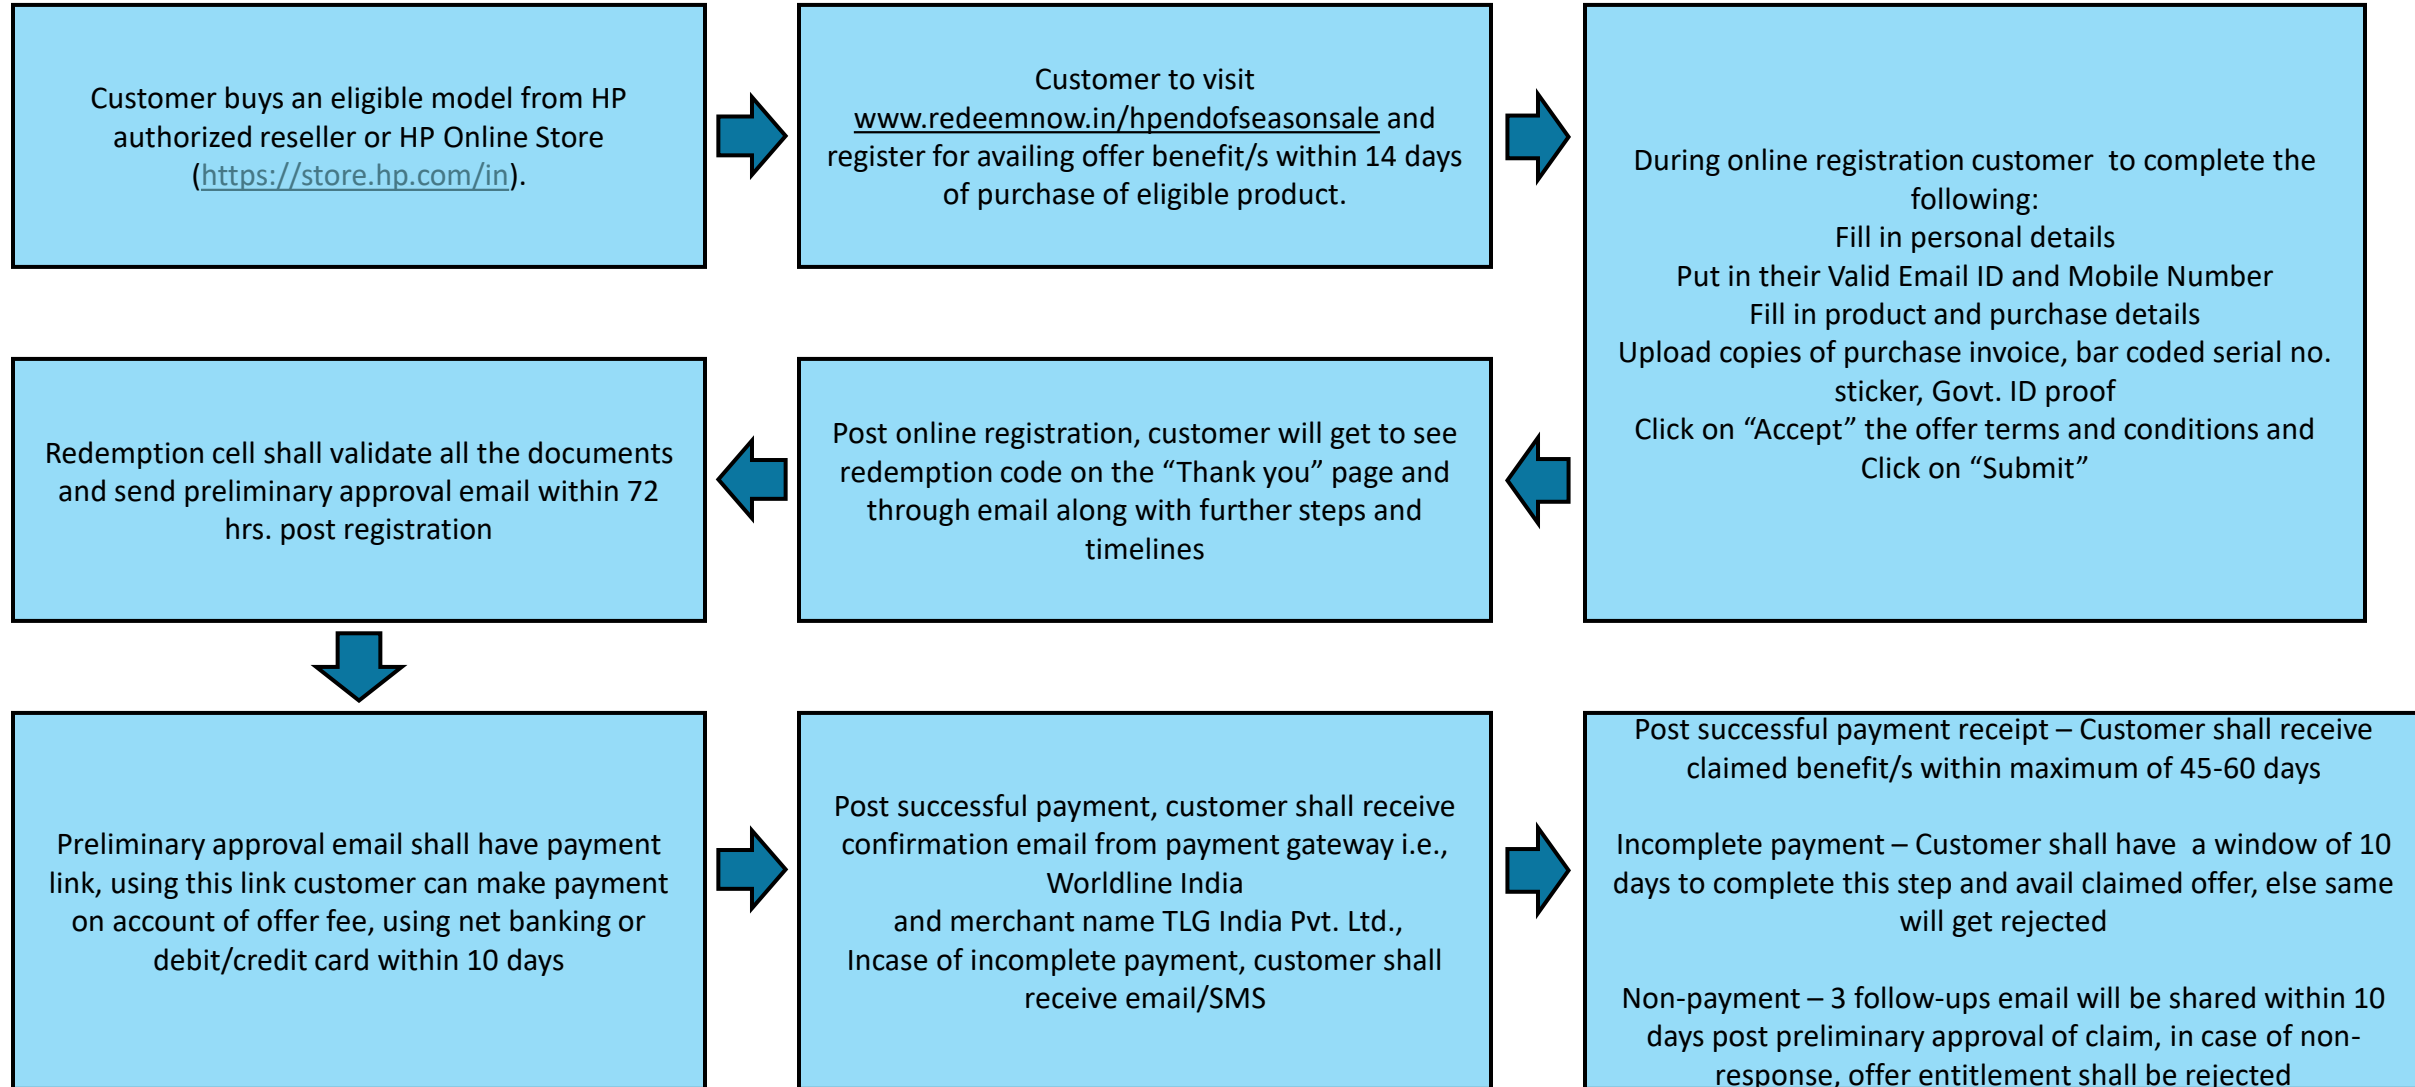 Customer buys an eligible model from HP
authorized reseller or HP Online Store
(https://store.hp.com/in).
Customer to visit
www.redeemnow.in/hpendofseasonsale and
register for availing offer benefit/s within 14 days
of purchase of eligible product.
During online registration customer  to complete the
following:
Fill in personal details
Put in their Valid Email ID and Mobile Number
Fill in product and purchase details
Upload copies of purchase invoice, bar coded serial no.
sticker, Govt. ID proof
Click on “Accept” the offer terms and conditions and
Click on “Submit”
Post online registration, customer will get to see
redemption code on the “Thank you” page and
through email along with further steps and
timelines
Redemption cell shall validate all the documents
and send preliminary approval email within 72
hrs. post registration
Preliminary approval email shall have payment
link, using this link customer can make payment
on account of offer fee, using net banking or
debit/credit card within 10 days
Post successful payment, customer shall receive
confirmation email from payment gateway i.e.,
Worldline India
and merchant name TLG India Pvt. Ltd.,
Incase of incomplete payment, customer shall
receive email/SMS
Post successful payment receipt – Customer shall receive
claimed benefit/s within maximum of 45-60 days
Incomplete payment – Customer shall have  a window of 10
days to complete this step and avail claimed offer, else same
will get rejected
Non-payment – 3 follow-ups email will be shared within 10
days post preliminary approval of claim, in case of non-
response, offer entitlement shall be rejected